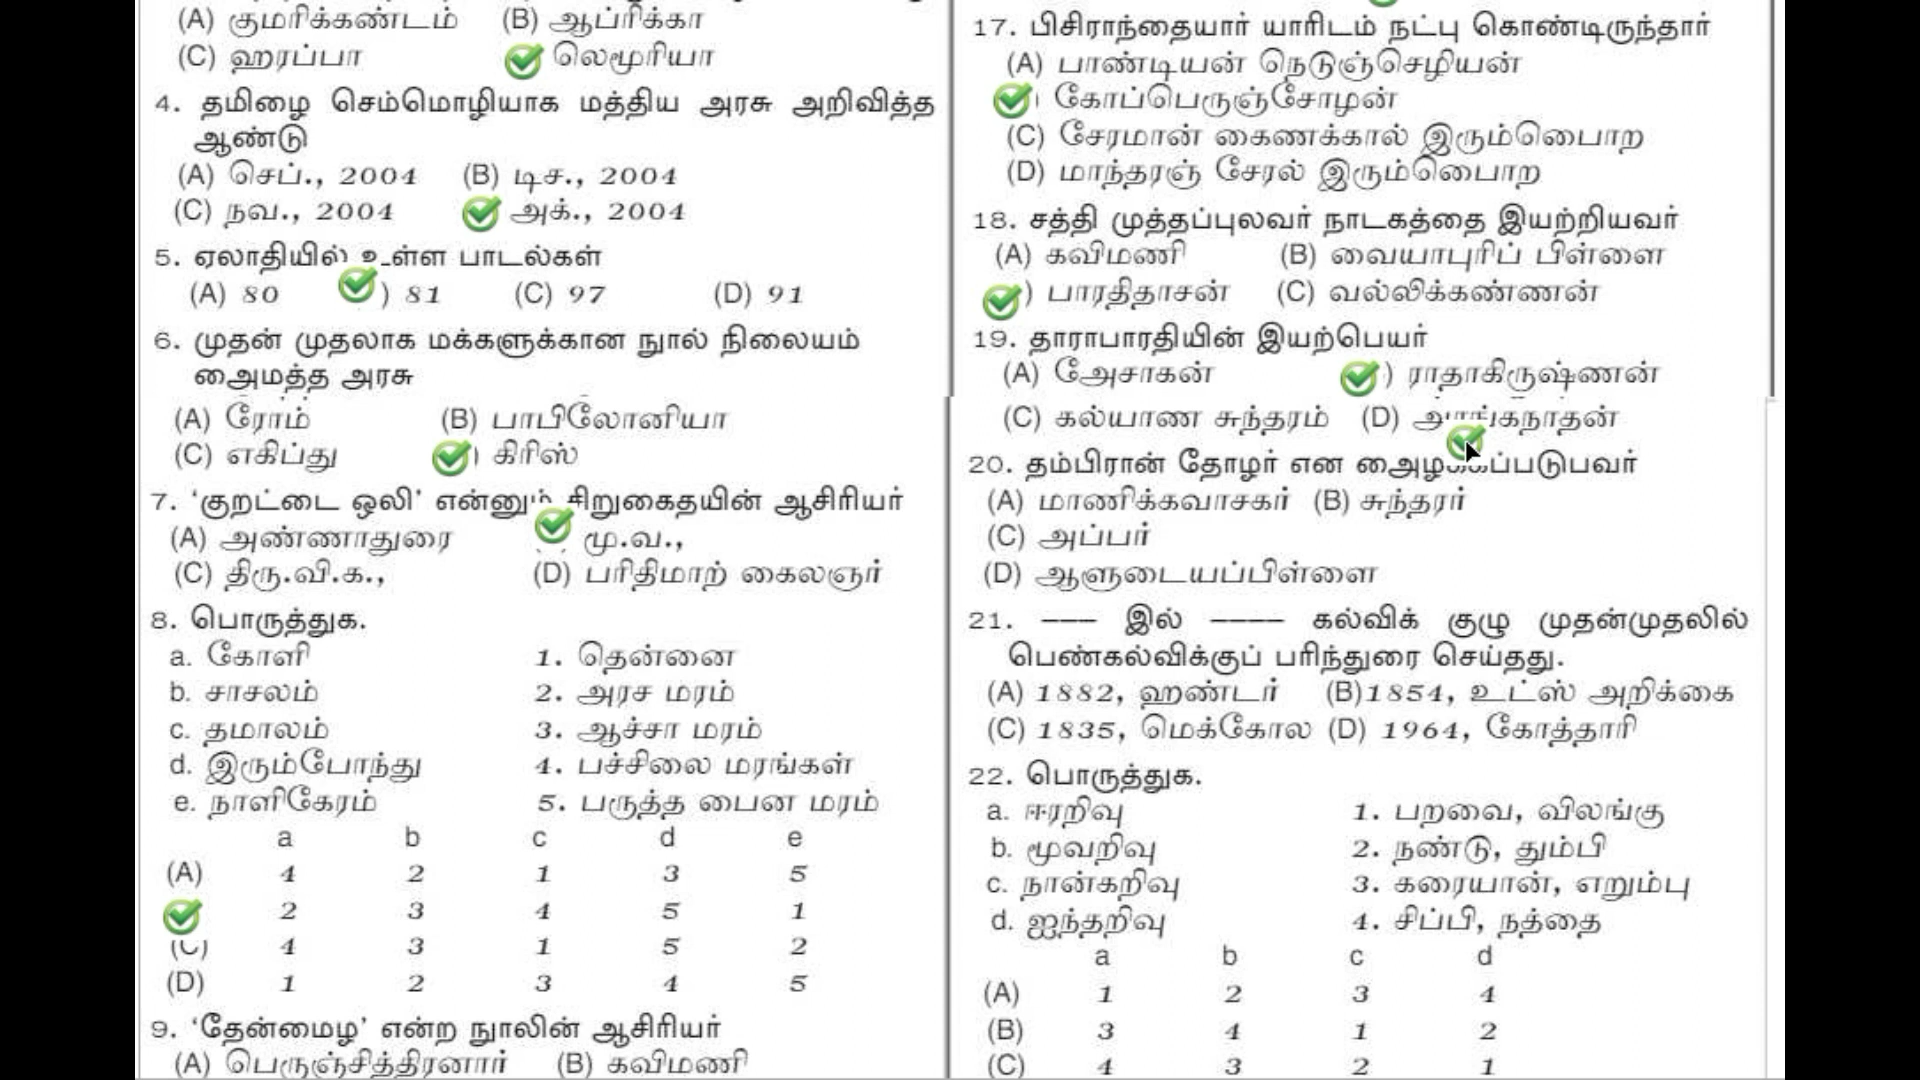 (A) குமரிக்கண்டம் (B) ஆப்ரிக்கா
(C) ஹரப்பா லெமூரியா
4. தமிழை செம்மொழியாக மத்திய அரசு அறிவித்த
ஆண்டு
(A) செப்., 2004 (B) டிச., 2004
(C) நவ., 2004 அக்., 2004
5. ஏலாதியில் உள்ள பாடல்கள்
(A) 80 ) 81 (C) 97 (D) 91
6. முதன் முதலாக மக்களுக்கான நூல் நிலையம்
அமைத்த அரசு
(A) ரோம் (B) பாபிலோனியா
(C) எகிப்து ) கிரிஸ்
7. 'குறட்டை ஒலி' என்னும் சிறுகதையின் ஆசிரியர்
(A) அண்ணாதுரை மு.வ.,
(C) திரு.வி.க., (D) பரிதிமாற் கலைஞர்
8. பொருத்துக.
a. கோளி 1. தென்னை
b. சாசலம் 2. அரச மரம்
c. தமாலம் 3. ஆச்சா மரம்
d. இரும்போந்து 4. பச்சிலை மரங்கள்
e. நாளிகேரம் 5. பருத்த பனை மரம்
a b c d e
(A) 4 2 1 3 5
2 3 4 5 1
(C) 4 3 1 5 2
(D) 1 2 3 4 5
9. 'தேன்மழை' என்ற நூலின் ஆசிரியர்
(A) பெருஞ்சித்திரனார் (B) கவிமணி
17. பிசிராந்தையார் யாரிடம் நட்பு கொண்டிருந்தார்
(A) பாண்டியன் நெடுஞ்செழியன்
) கோப்பெருஞ்சோழன்
(C) சேரமான் கணைக்கால் இரும்பொறை
(D) மாந்தரஞ் சேரல் இரும்பொறை
18. சத்தி முத்தப்புலவர் நாடகத்தை இயற்றியவர்
(A) கவிமணி (B) வையாபுரிப் பிள்ளை
) பாரதிதாசன் (C) வல்லிக்கண்ணன்
19. தாராபாரதியின் இயற்பெயர்
(A) அசோகன் ) ராதாகிருஷ்ணன்
(C) கல்யாண சுந்தரம் (D) அரங்கநாதன்
20. தம்பிரான் தோழர் என அழைக்கப்படுபவர்
(A) மாணிக்கவாசகர் (B) சுந்தரர்
(C) அப்பர்
(D) ஆளுடையப்பிள்ளை
21. --- இல் ---- கல்விக் குழு முதன்முதலில்
பெண்கல்விக்குப் பரிந்துரை செய்தது.
(A) 1882, ஹண்டர் (B)1854, உட்ஸ் அறிக்கை
(C) 1835, மெக்கோல (D) 1964, கோத்தாரி
22. பொருத்துக.
a. ஈரறிவு 1. பறவை, விலங்கு
b. மூவறிவு 2. நண்டு, தும்பி
c. நான்கறிவு 3. கரையான், எறும்பு
d. ஐந்தறிவு 4. சிப்பி, நத்தை
a b c d
(A) 1 2 3 4
(B) 3 4 1 2
(C) 4 3 2 1